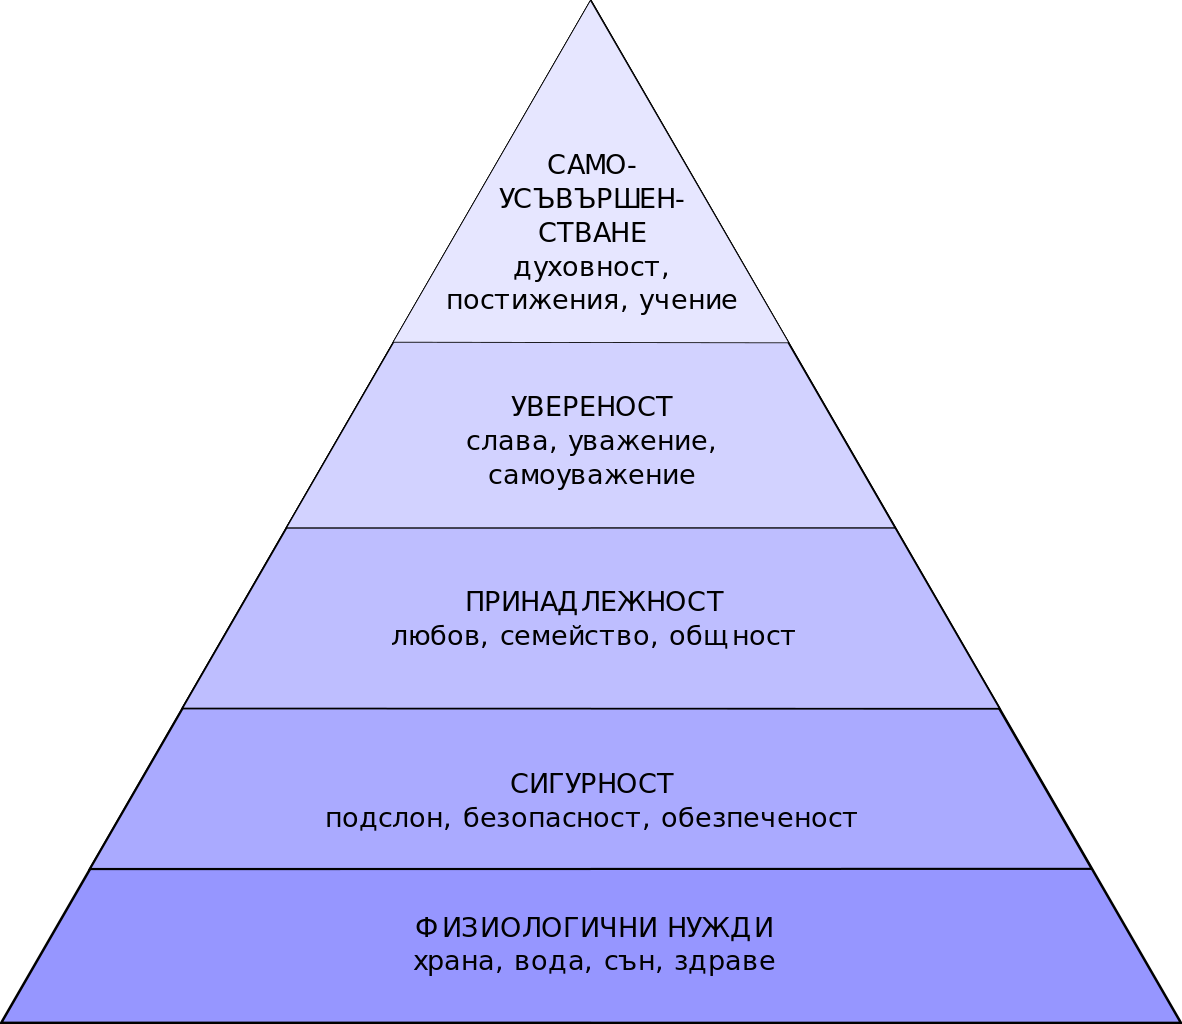 САМО-
УСЪВЪРШЕН-
СТВАНЕ
духовност,
постижения, учение
УВЕРЕНОСТ
слава, уважение,
самоуважение
ПРИНАДЛЕЖНОСТ
любов, семейство, общност
СИГУРНОСТ
подслон, безопасност, обезпеченост
ФИЗИОЛОГИЧНИ НУЖДИ
храна, вода, сън, здраве